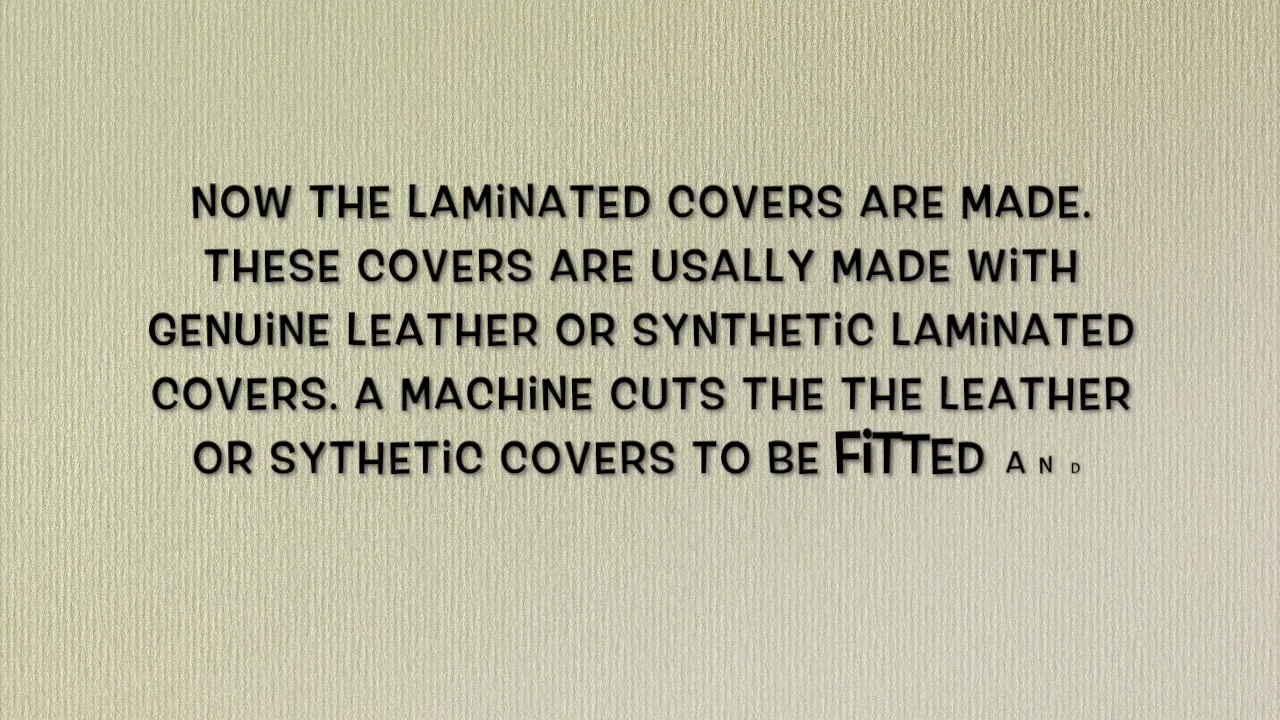 NOW THE LAMiNATED COVERS ARE MADE.
THESE COVERS ARE USALLY MADE WiTH
GENUiNE LEATHER OR SYNTHETiC LAMiNATED
COVERS. A MACHiNE CUTS THE THE LEATHER
OR SYTHETiC COVERS TO BE FiTTED AND